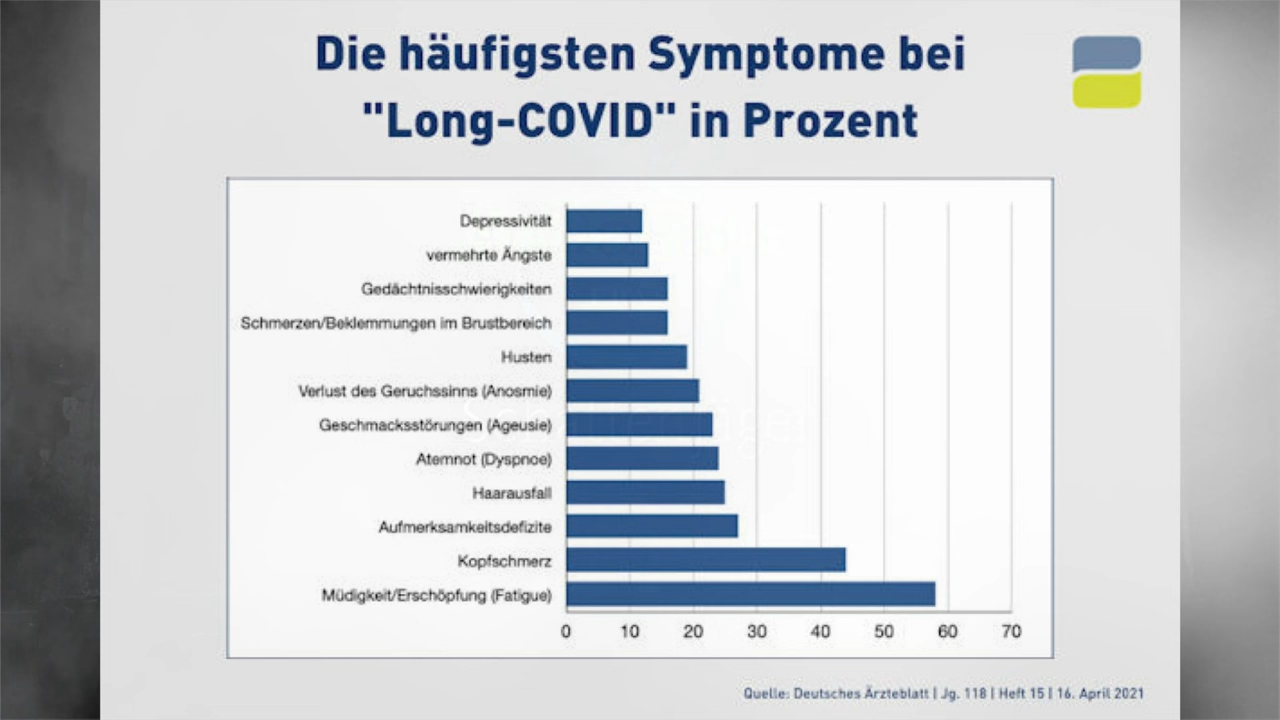 Die häufigsten Symptome bei
"Long-COVID" in Prozent
Depressivität
vermehrte Ängste
Gedächtnisschwierigkeiten
Schmerzen/Beklemmungen im Brustbereich
Husten
Verlust des Geruchssinns (Anosmie)
Geschmacksstörungen (Ageusie)
Atemnot (Dyspnoe)
Haarausfall
Aufmerksamkeitsdefizite
Kopfschmerz
Müdigkeit/Erschöpfung (Fatigue)
0 10 20 30 40 50 60 70
Quelle: Deutsches Ärzteblatt | Jg. 118 | Heft 15 | 16. April 2021